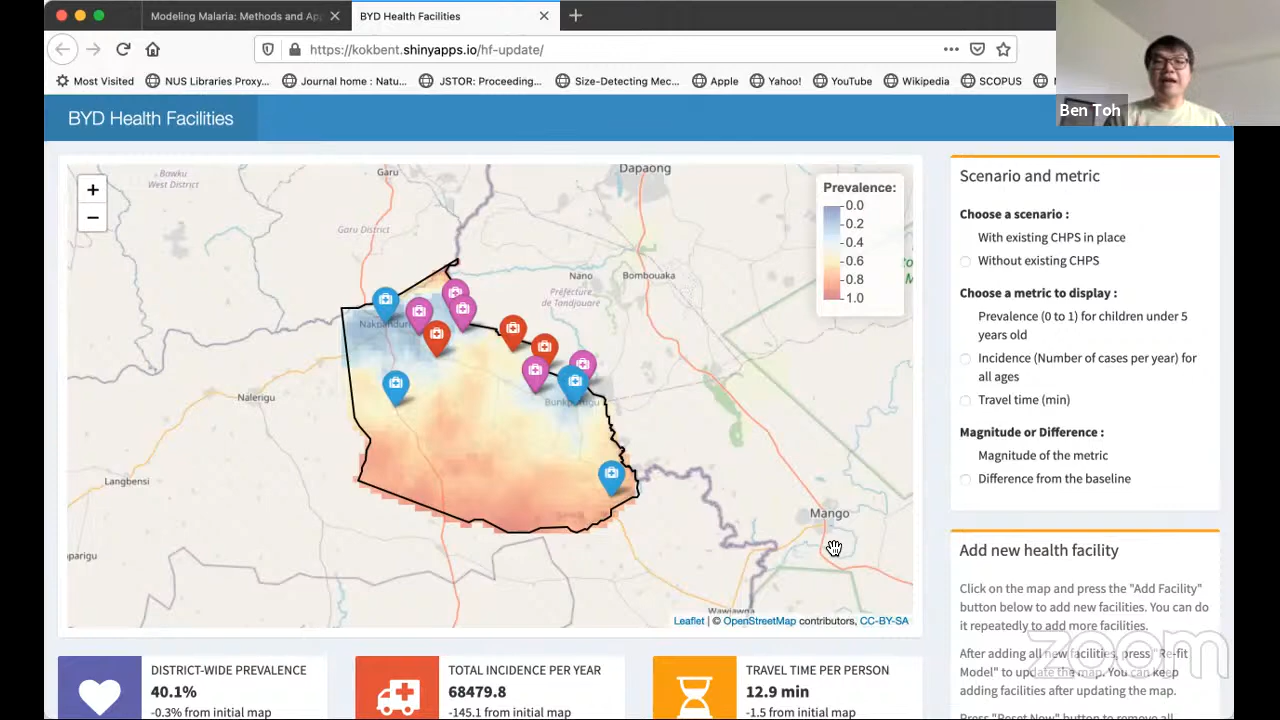 Modeling Malaria: Methods and Ap
BYD Health Facilities
https://kokbent.shinyapps.io/hf-update/
Most Visited
NUS Libraries Proxy...
Journal home : Natu...
JSTOR: Proceeding...
Size-Detecting Mec...
Apple
Yahoo!
YouTube
Wikipedia
SCOPUS
Ben Toh
BYD Health Facilities
+
−
Bawku
West District
Garu
Dapaong
Garu District
Nano
Bombouaka
Préfecture
de Tandjouaré
Nakpanduri
Nalerigu
Bunkpurugu
Langbensi
Mango
parigu
Wawjawga
Prevalence:
0.0
0.2
0.4
0.6
0.8
1.0
Leaflet | © OpenStreetMap contributors, CC-BY-SA
Scenario and metric
Choose a scenario :
With existing CHPS in place
Without existing CHPS
Choose a metric to display :
Prevalence (0 to 1) for children under 5
years old
Incidence (Number of cases per year) for
all ages
Travel time (min)
Magnitude or Difference :
Magnitude of the metric
Difference from the baseline
Add new health facility
Click on the map and press the "Add Facility"
button below to add new facilities. You can do
it repeatedly to add more facilities.
After adding all new facilities, press "Re-fit
Model" to update the map. You can keep
adding facilities after updating the map.
Press "Reset Now" button to remove all
zoom
DISTRICT-WIDE PREVALENCE
40.1%
-0.3% from initial map
TOTAL INCIDENCE PER YEAR
68479.8
-145.1 from initial map
TRAVEL TIME PER PERSON
12.9 min
-1.5 from initial map